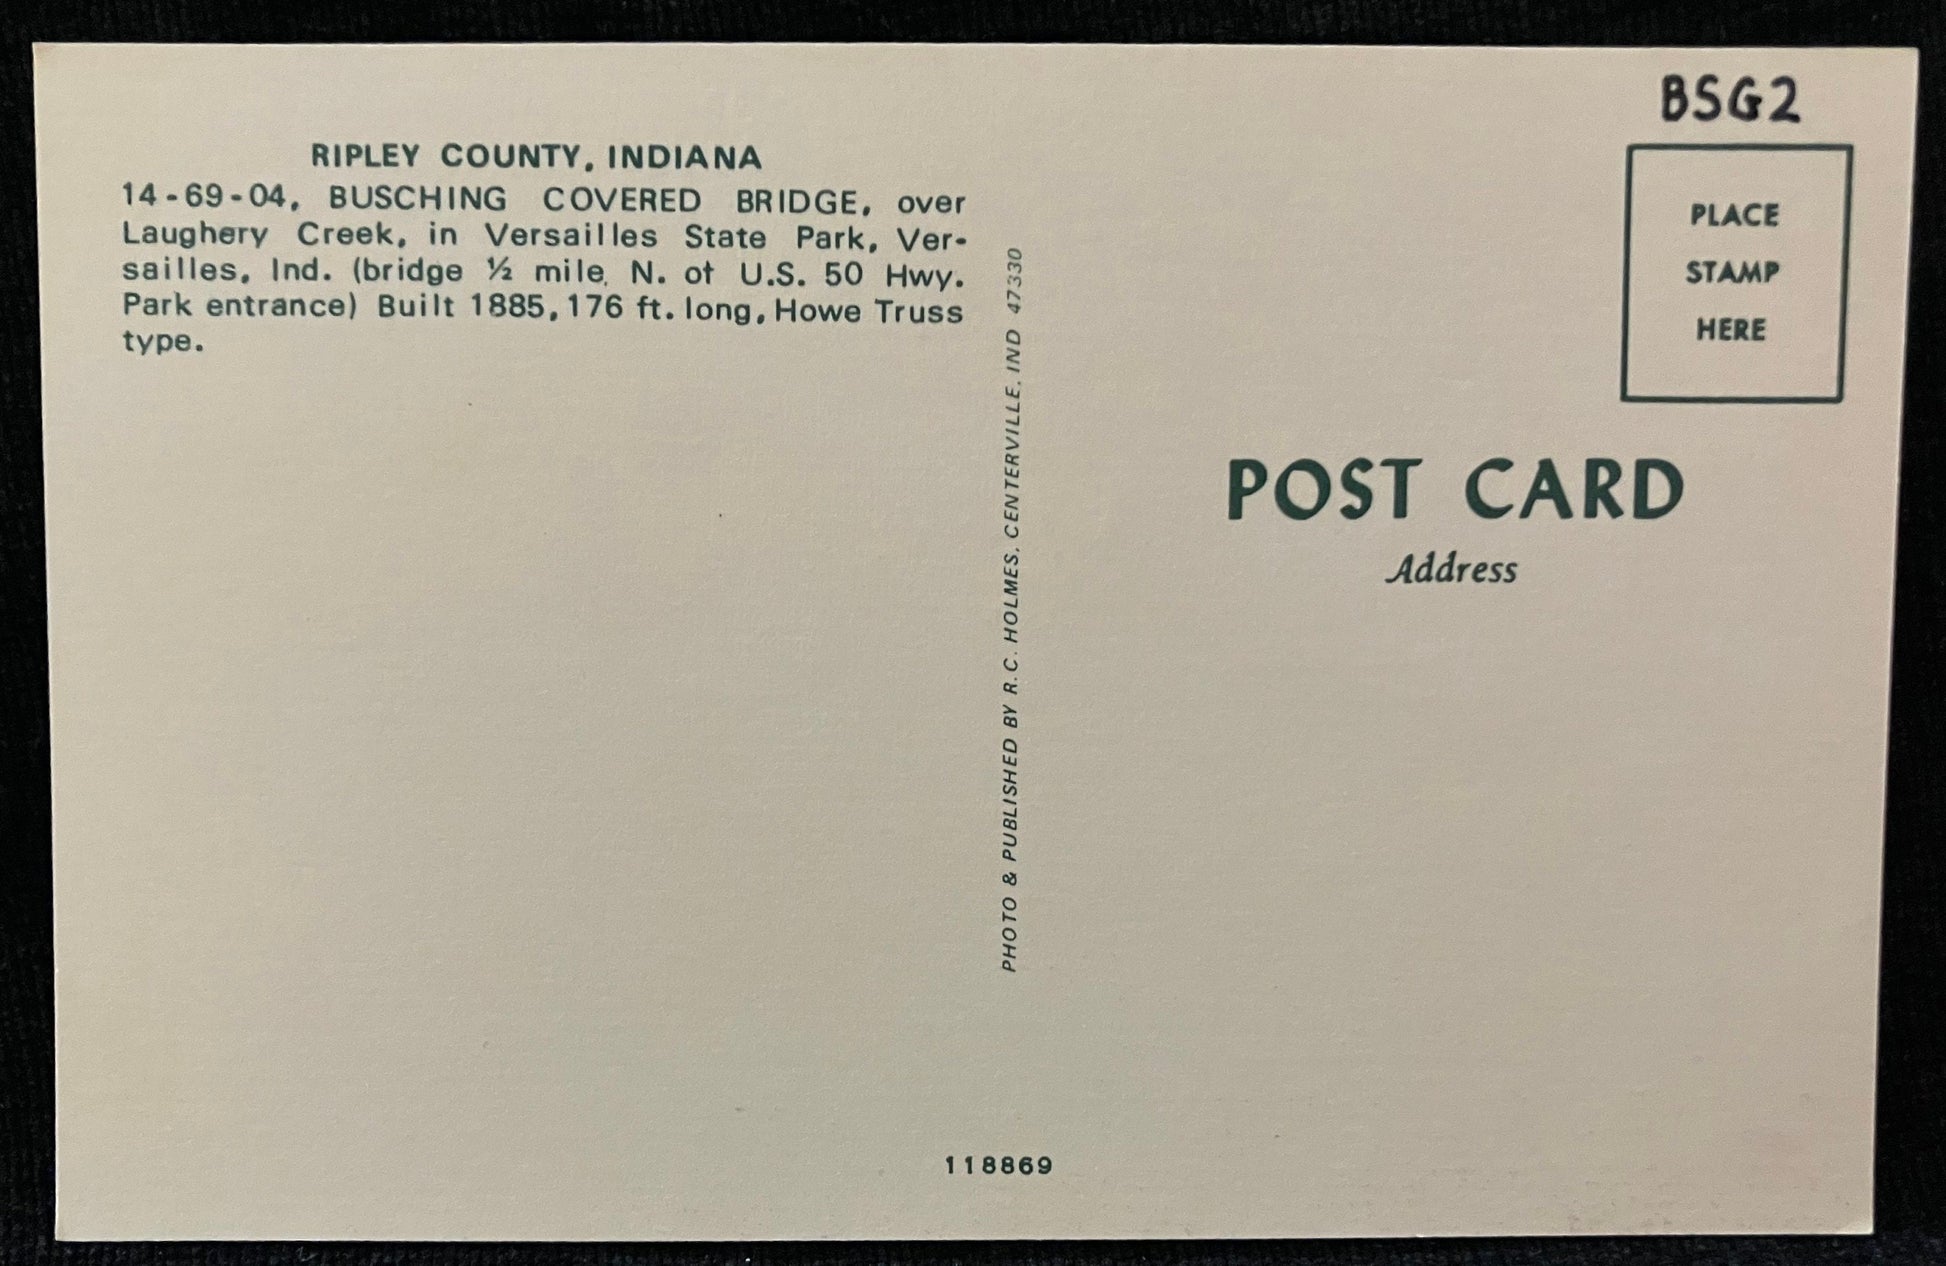 BSG2
RIPLEY COUNTY, INDIANA
14-69-04, BUSCHING COVERED BRIDGE, over
Laughery Creek, in Versailles State Park, Ver-
sailles, Ind. (bridge ½ mile, N. ot U.S. 50 Hwy.
Park entrance) Built 1885, 176 ft. long, Howe Truss
type.
PHOTO & PUBLISHED BY R. C. HOLMES, CENTERVILLE, IND 47330
PLACE
STAMP
HERE
POST CARD
Address
118869